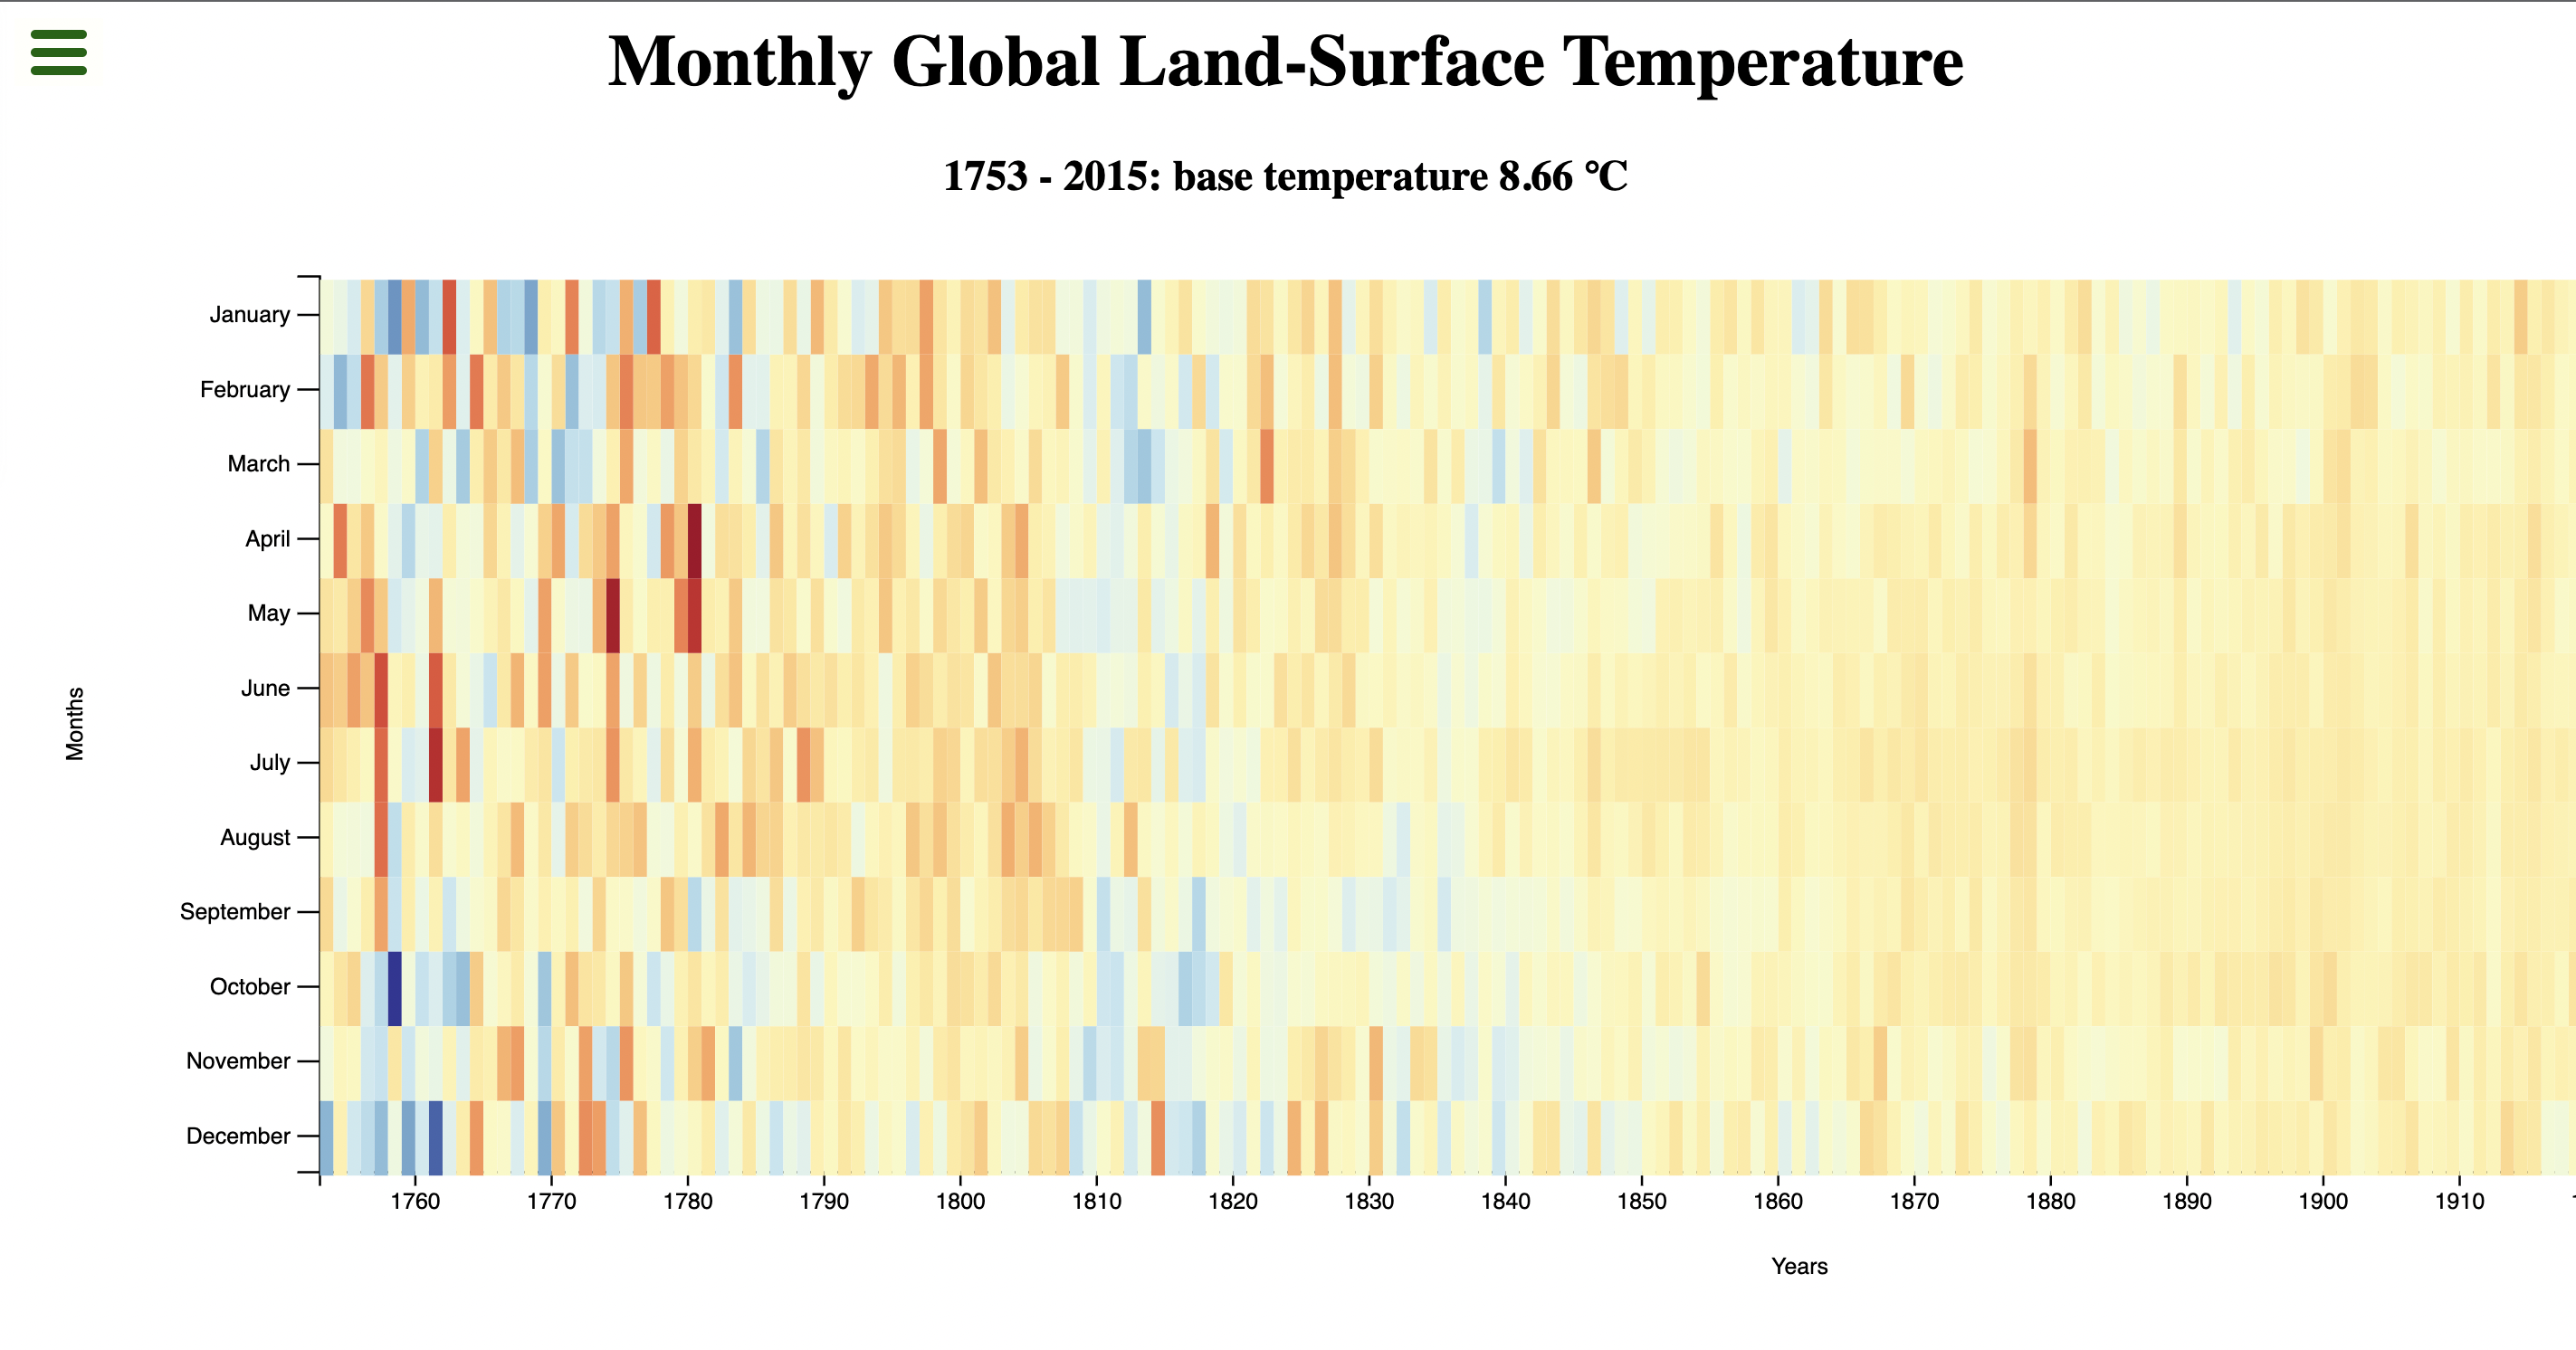 Monthly Global Land-Surface Temperature
1753 - 2015: base temperature 8.66 ℃
January
February
March
April
May
June
July
August
September
October
November
December
Months
1760 1770 1780 1790 1800 1810 1820 1830 1840 1850 1860 1870 1880 1890 1900 1910
Years